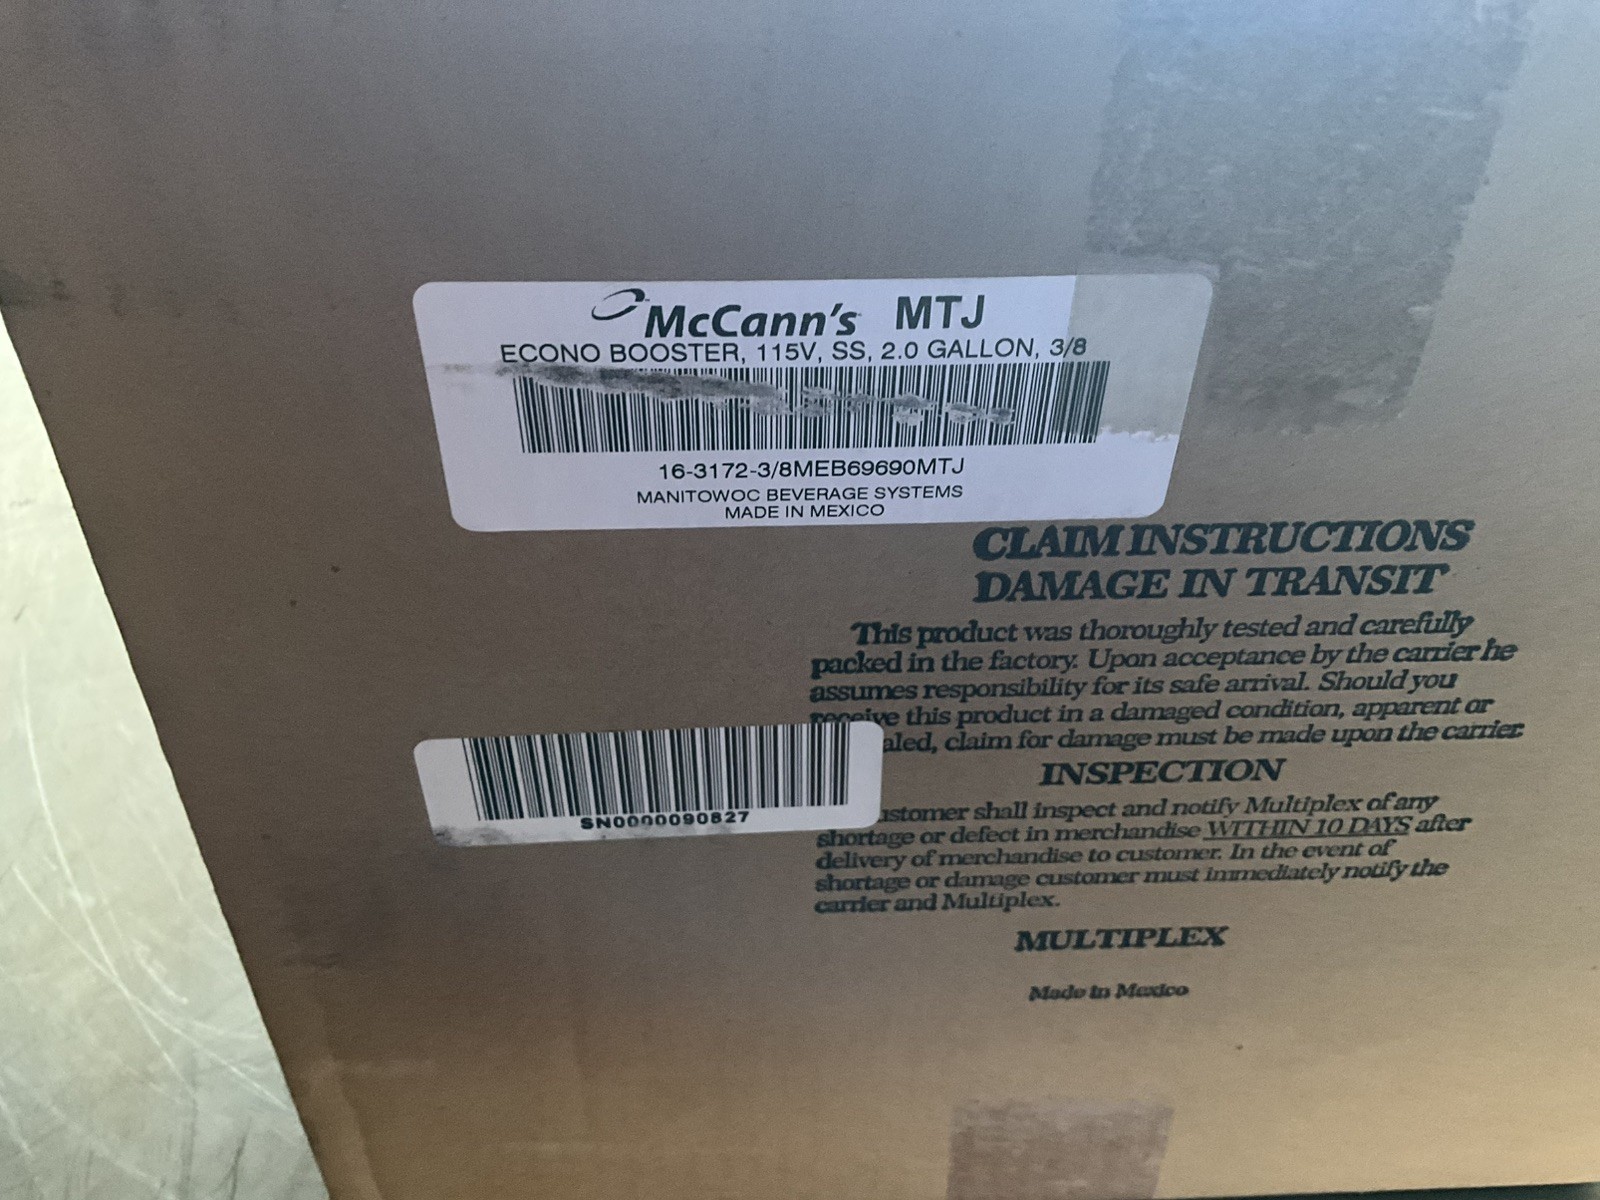 McCann's MTJ
ECONO BOOSTER, 115V, SS, 2.0 GALLON, 3/8
16-3172-3/8MEB69690MTJ
MANITOWOC BEVERAGE SYSTEMS
MADE IN MEXICO
CLAIM INSTRUCTIONS
DAMAGE IN TRANSIT
This product was thoroughly tested and carefully
packed in the factory. Upon acceptance by the carrier he
assumes responsibility for its safe arrival. Should you
receive this product in a damaged condition, apparent or
aled, claim for damage must be made upon the carrier.
SN0000090827
INSPECTION
ustomer shall inspect and notify Multiplex of any
shortage or defect in merchandise WITHIN 10 DAYS after
delivery of merchandise to customer. In the event of
shortage or damage customer must immediately notify the
carrier and Multiplex.
MULTIPLEX
Made in Mexico